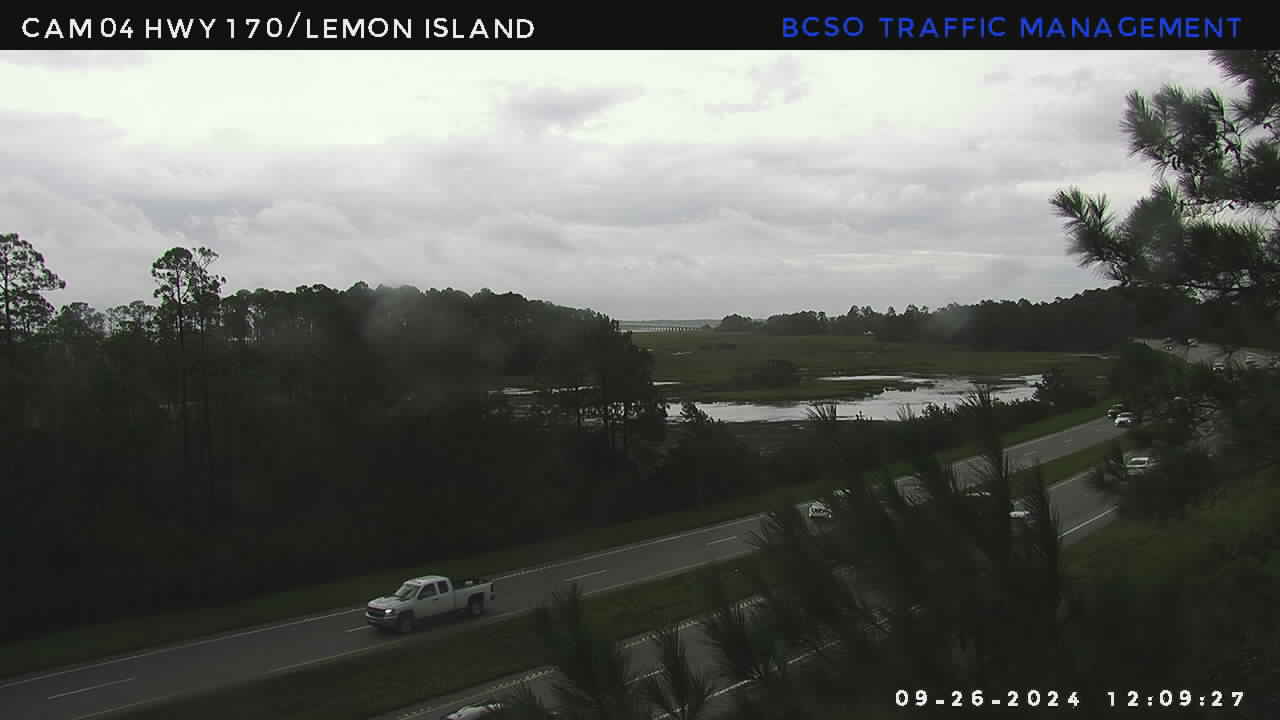 CAM04 HWY 170/LEMON ISLAND
BCSO TRAFFIC MANAGEMENT
09-26-2024 12:09:27